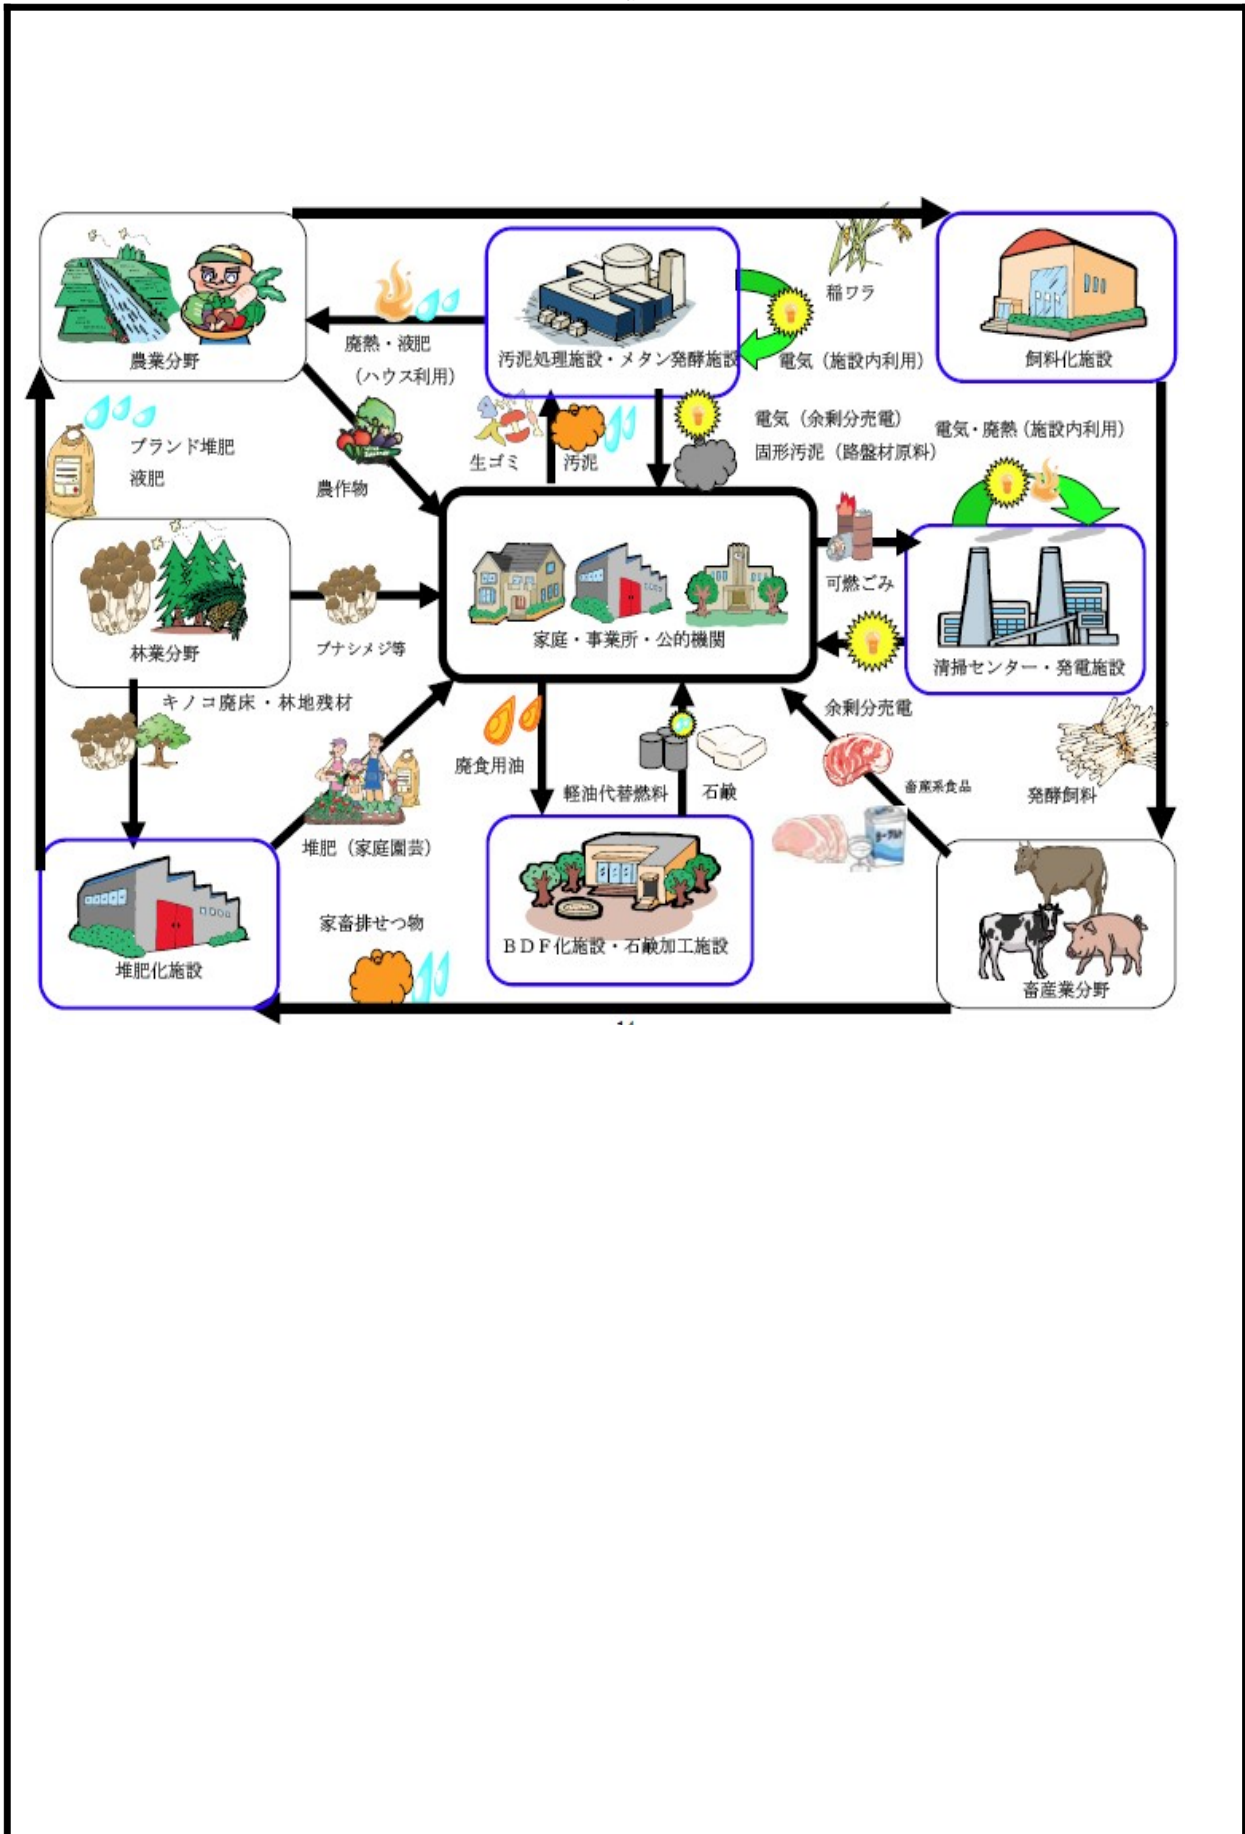 稲ワラ
農業分野
廃熱・液肥
（ハウス利用）
汚泥処理施設・メタン発酵施設
電気（施設内利用）
飼料化施設
ブランド堆肥
液肥
農作物
生ゴミ
汚泥
電気（余剰分売電）
固形汚泥（路盤材原料）
電気・廃熱（施設内利用）
林業分野
ブナシメジ等
家庭・事業所・公的機関
可燃ごみ
清掃センター・発電施設
キノコ廃床・林地残材
余剰分売電
廃食用油
軽油代替燃料
石鹸
畜産系食品
発酵飼料
堆肥（家庭園芸）
ヨーグルト
家畜排せつ物
堆肥化施設
ＢＤＦ化施設・石鹸加工施設
畜産業分野